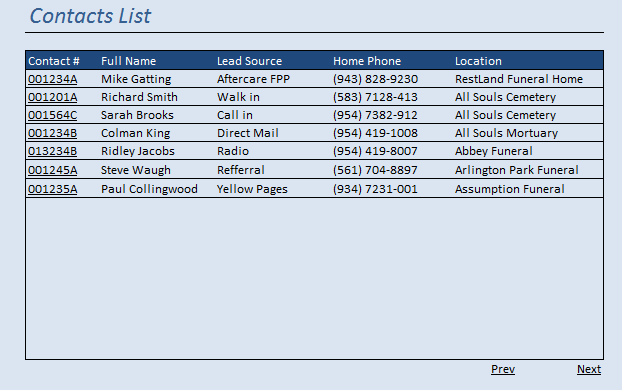 Contacts List
Contact # Full Name Lead Source Home Phone Location
001234A Mike Gatting Aftercare FPP (943) 828-9230 RestLand Funeral Home
001201A Richard Smith Walk in (583) 7128-413 All Souls Cemetery
001564C Sarah Brooks Call in (954) 7382-912 All Souls Cemetery
001234B Colman King Direct Mail (954) 419-1008 All Souls Mortuary
013234B Ridley Jacobs Radio (954) 419-8007 Abbey Funeral
001245A Steve Waugh Refferral (561) 704-8897 Arlington Park Funeral
001235A Paul Collingwood Yellow Pages (934) 7231-001 Assumption Funeral
Prev Next